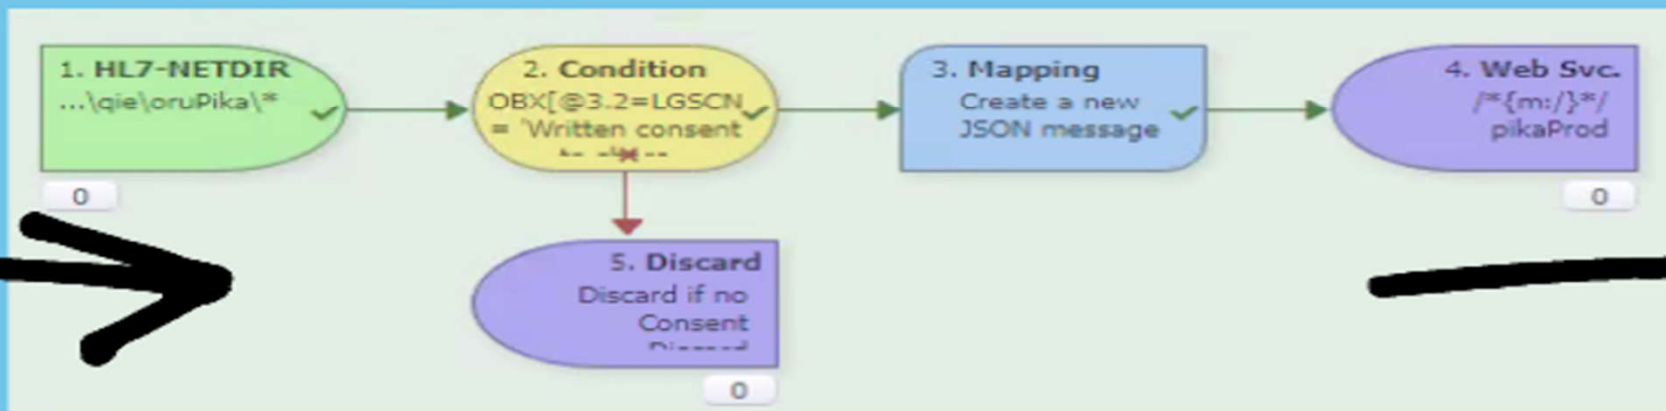 1. HL7-NETDIR
...\qie\oruPika\*
0
2. Condition
OBX[@3.2=LGSCN
= 'Written consent
3. Mapping
Create a new
JSON message
4. Web Svc.
/*{m:/}*/
pikaProd
0
5. Discard
Discard if no
Consent
Discard
0